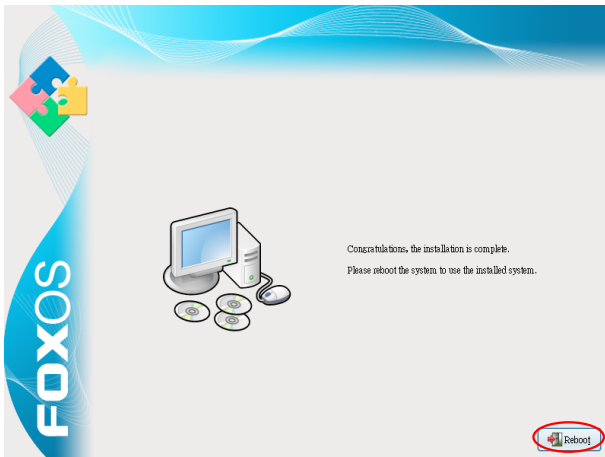 Congratulations, the installation is complete.
Please reboot the system to use the installed system.
FOXOS
Reboot